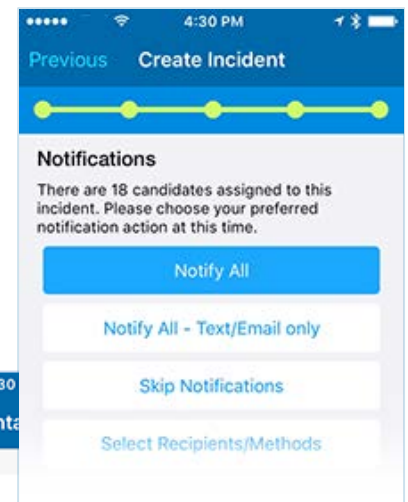 4:30 PM
Previous Create Incident
Notifications
There are 18 candidates assigned to this
incident. Please choose your preferred
notification action at this time.
Notify All
Notify All - Text/Email only
Skip Notifications
Select Recipients/Methods
30